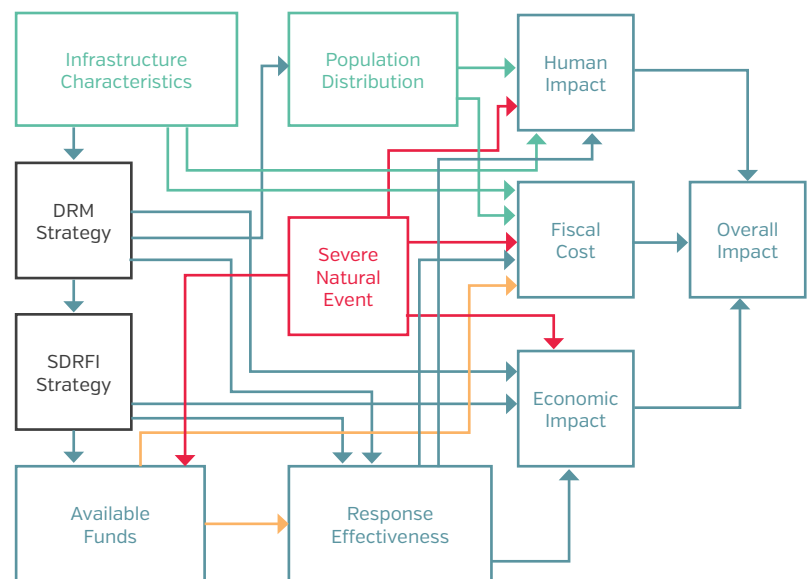 Infrastructure
Characteristics
Population
Distribution
Human
Impact
DRM
Strategy
Severe
Natural
Event
Fiscal
Cost
Overall
Impact
SDRFI
Strategy
Economic
Impact
Available
Funds
Response
Effectiveness